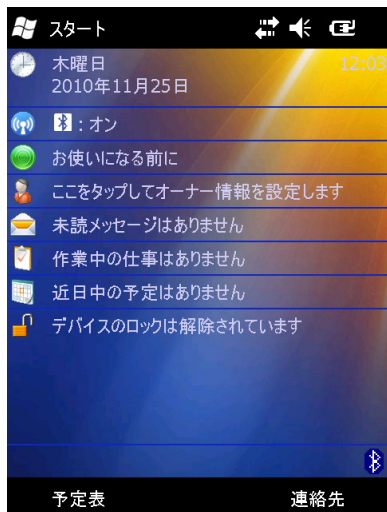 スタート
木曜日
12:03
2010年11月25日
:オン
お使いになる前に
ここをタップしてオーナー情報を設定します
未読メッセージはありません
作業中の仕事はありません
近日中の予定はありません
デバイスのロックは解除されています
予定表
連絡先